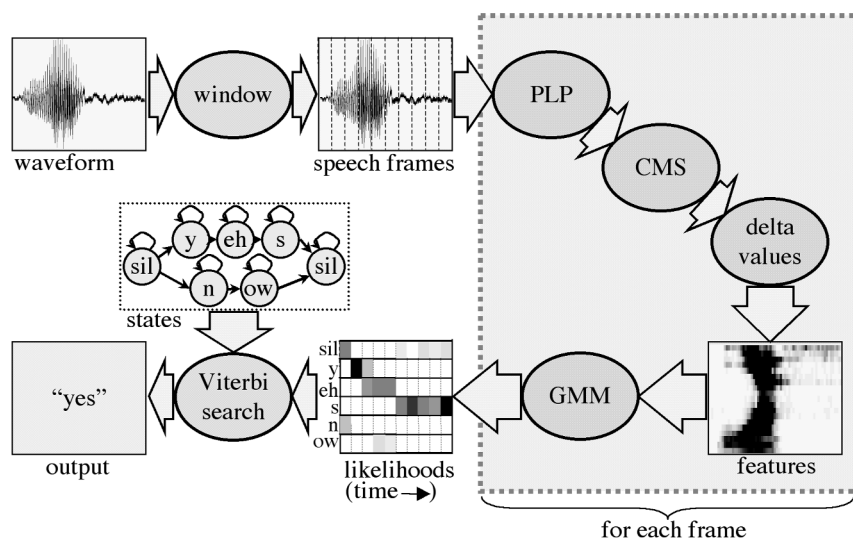 waveform
window
speech frames
PLP
CMS
delta
values
features
GMM
for each frame
sil
y
eh
s
sil
n
ow
states
sil
y
eh
s
n
ow
likelihoods
(time →)
Viterbi
search
“yes”
output